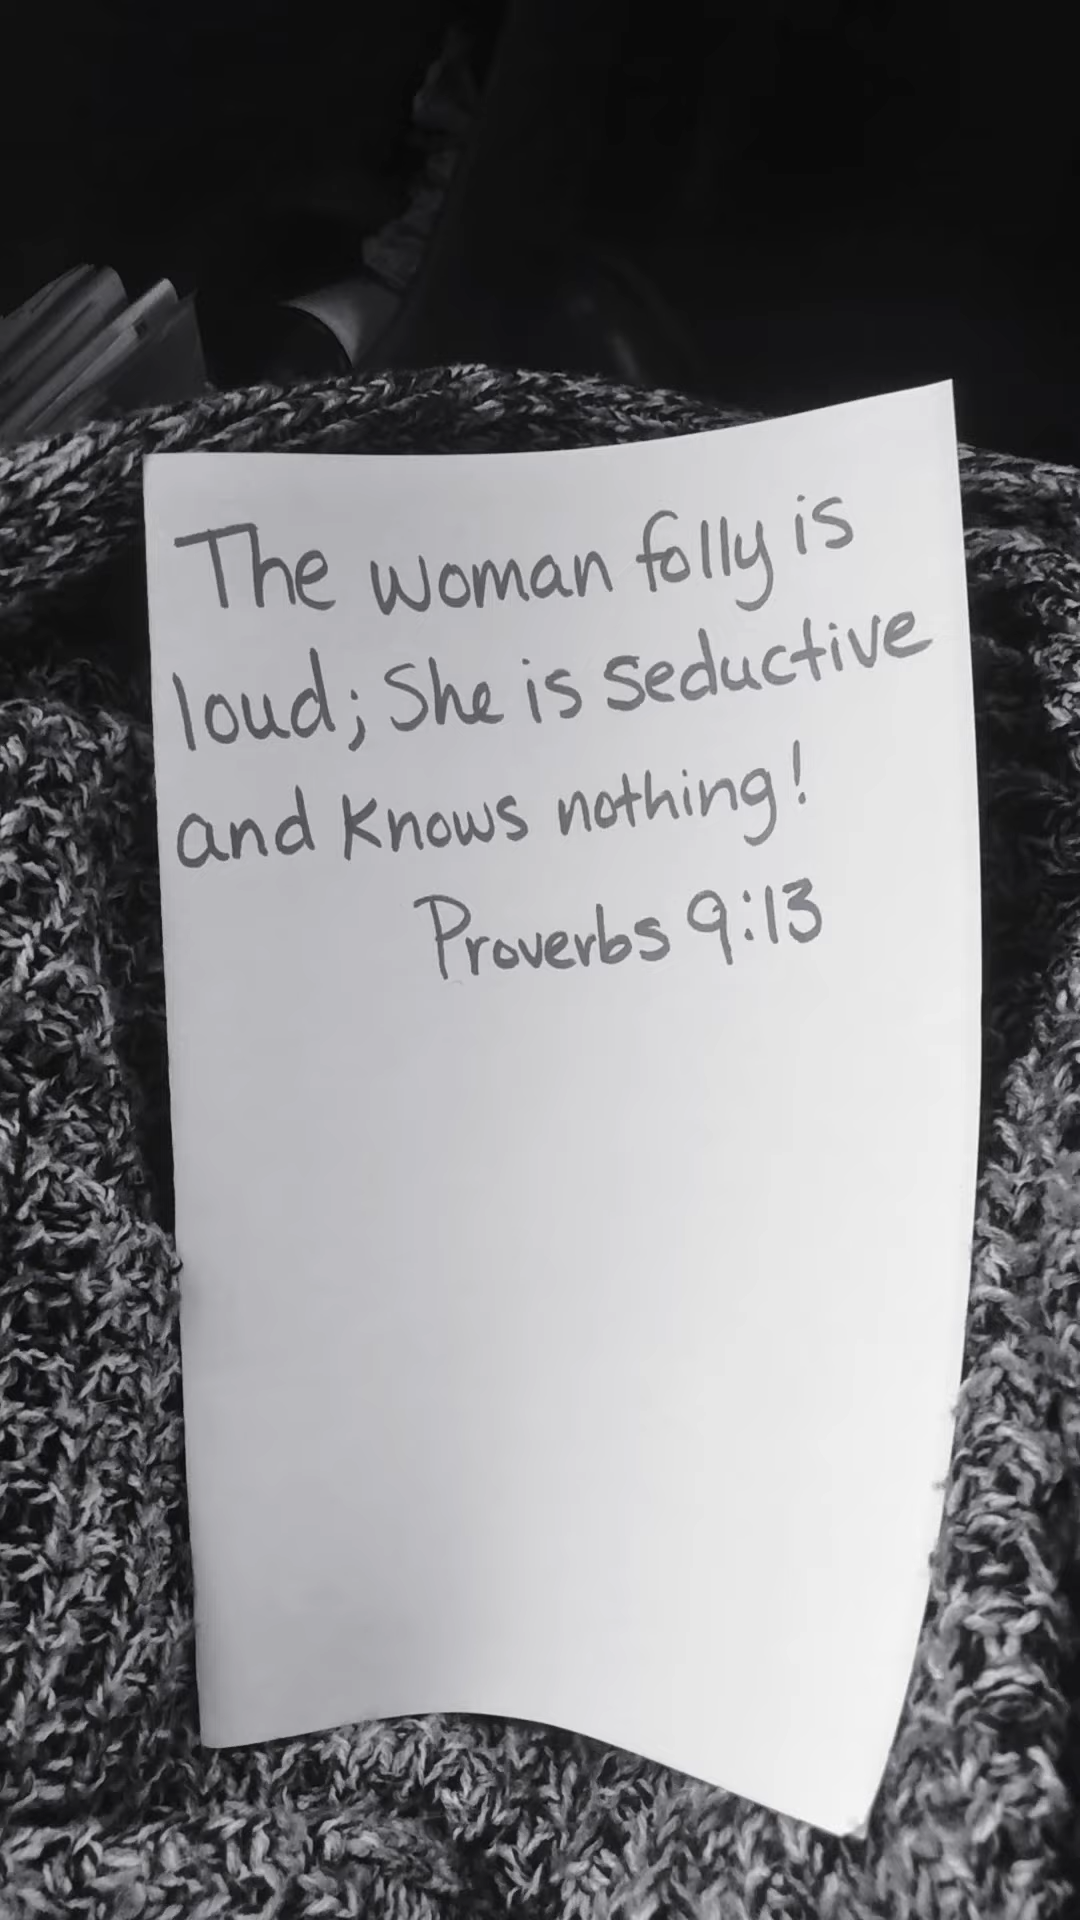 The woman folly is
loud; She is seductive
and Knows nothing!
Proverbs 9:13